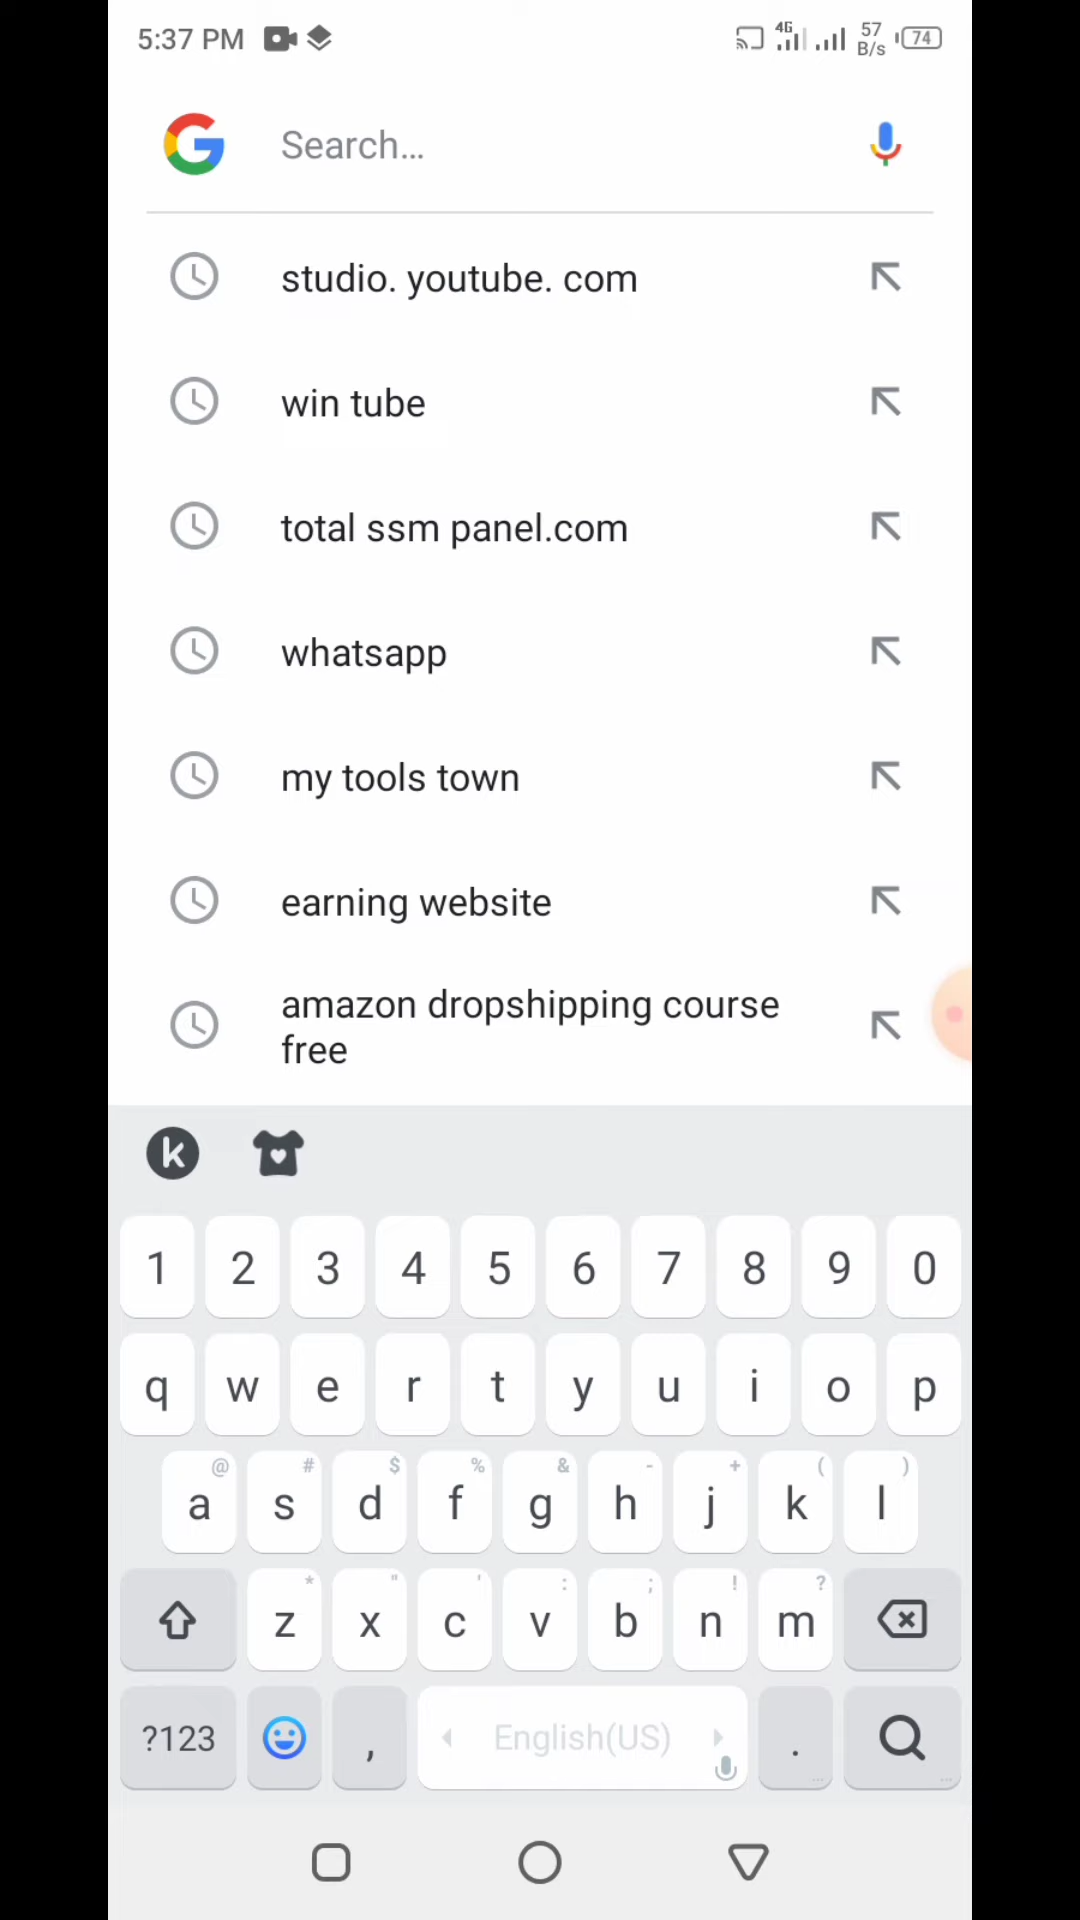 5:37 PM 4G 57 B/s 74
Search...
studio. youtube. com
win tube
total ssm panel.com
whatsapp
my tools town
earning website
amazon dropshipping course
free
k
1 2 3 4 5 6 7 8 9 0
q w e r t y u i o p
@ # $ % & - + ( )
a s d f g h j k l
* " ' : ; ! ?
z x c v b n m
?123 , English(US) .